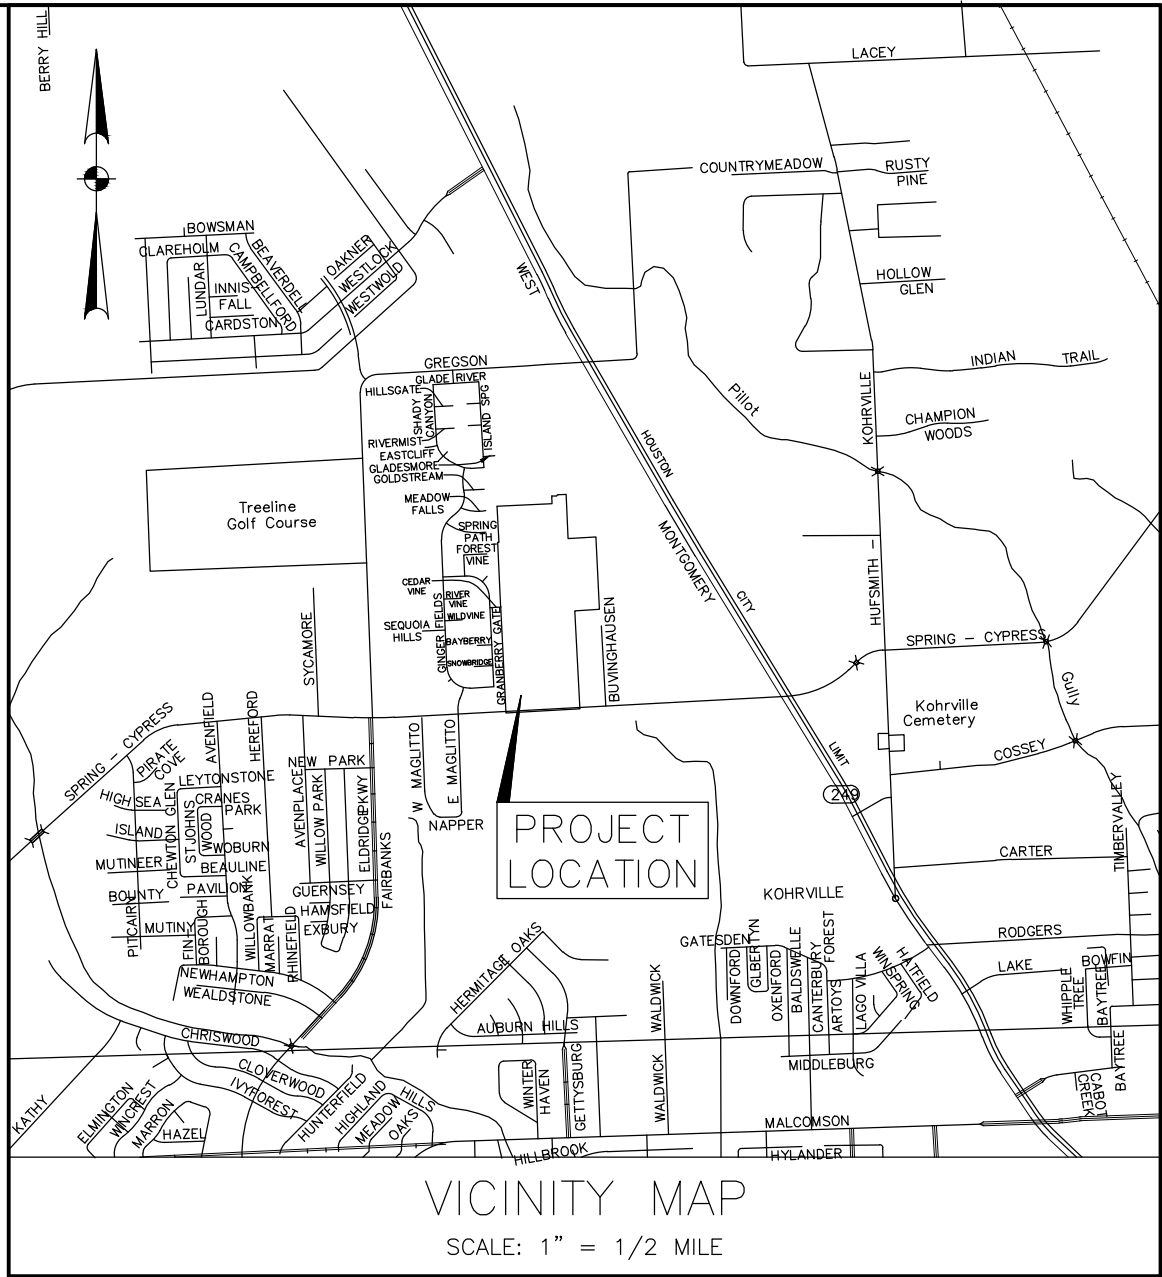 BERRY HILL
LACEY
COUNTRYMEADOW
RUSTY
PINE
BOWSMAN
CLAREHOLM
CAMPBELLFORD
BEAVERDELL
OAKNER
WESTLOCK
WESTWOLD
LUNDAR
INNIS
FALL
CARDSTON
WEST
HOLLOW
GLEN
GREGSON
INDIAN TRAIL
GLADE RIVER
HILLSGATE
SHADY
CANYON
ISLAND SPG
Pillot
KOHRVILLE
CHAMPION
WOODS
RIVERMIST
EASTCLIFF
GLADESMORE
GOLDSTREAM
HOUSTON
MEADOW
FALLS
Treeline
Golf Course
SPRING
PATH
FOREST
VINE
MONTGOMERY
HUFSMITH -
CEDAR
VINE
RIVER
VINE
WILDVINE
CITY
SEQUOIA
HILLS
GINGER FIELDS
BAYBERRY
SNOWBRIDGE
GRANBERRY GATE
BUVINGHAUSEN
SYCAMORE
SPRING - CYPRESS
Gully
Kohrville
Cemetery
COSSEY
LIMIT
249
SPRING - CYPRESS
AVENFIELD
HEREFORD
PIRATE
COVE
W MAGLITTO
E MAGLITTO
NAPPER
NEW PARK
LEYTONSTONE
HIGH SEA
CHEWTON GLEN
ST JOHNS
CRANES
PARK
WOOD
AVENPLACE
WILLOW PARK
ELDRIDGE PKWY
FAIRBANKS
ISLAND
WOBURN
MUTINEER
BEAULINE
BOUNTY
PAVILION
GUERNSEY
WILLOWBANK
HAMSFIELD
EXBURY
PITCAIRN
MUTINY
FIN-
BOROUGH
MARRAT
RHINEFIELD
NEWHAMPTON
WEALDSTONE
PROJECT
LOCATION
KOHRVILLE
TIMBERVALLEY
CARTER
RODGERS
GATESDEN
DOWNFORD
GLBERTYN
OXENFORD
BALDSWELLE
CANTERBURY
FOREST
ARTOYS
LAGO VILLA
WINSPRING
HATFIELD
LAKE
WHIPPLE
TREE
BAYTREE
BOWFIN
HERMITAGE OAKS
AUBURN HILLS
WALDWICK
WALDWICK
MIDDLEBURG
BAYTREE
CABOT
CREEK
CHRISWOOD
CLOVERWOOD
IVYFOREST
HUNTERFIELD
HIGHLAND
MEADOW HILLS
OAKS
WINTER
HAVEN
GETTYSBURG
KATHY
ELMINGTON
WINCREST
MARRON
HAZEL
HILLBROOK
MALCOMSON
HYLANDER
VICINITY MAP
SCALE: 1" = 1/2 MILE